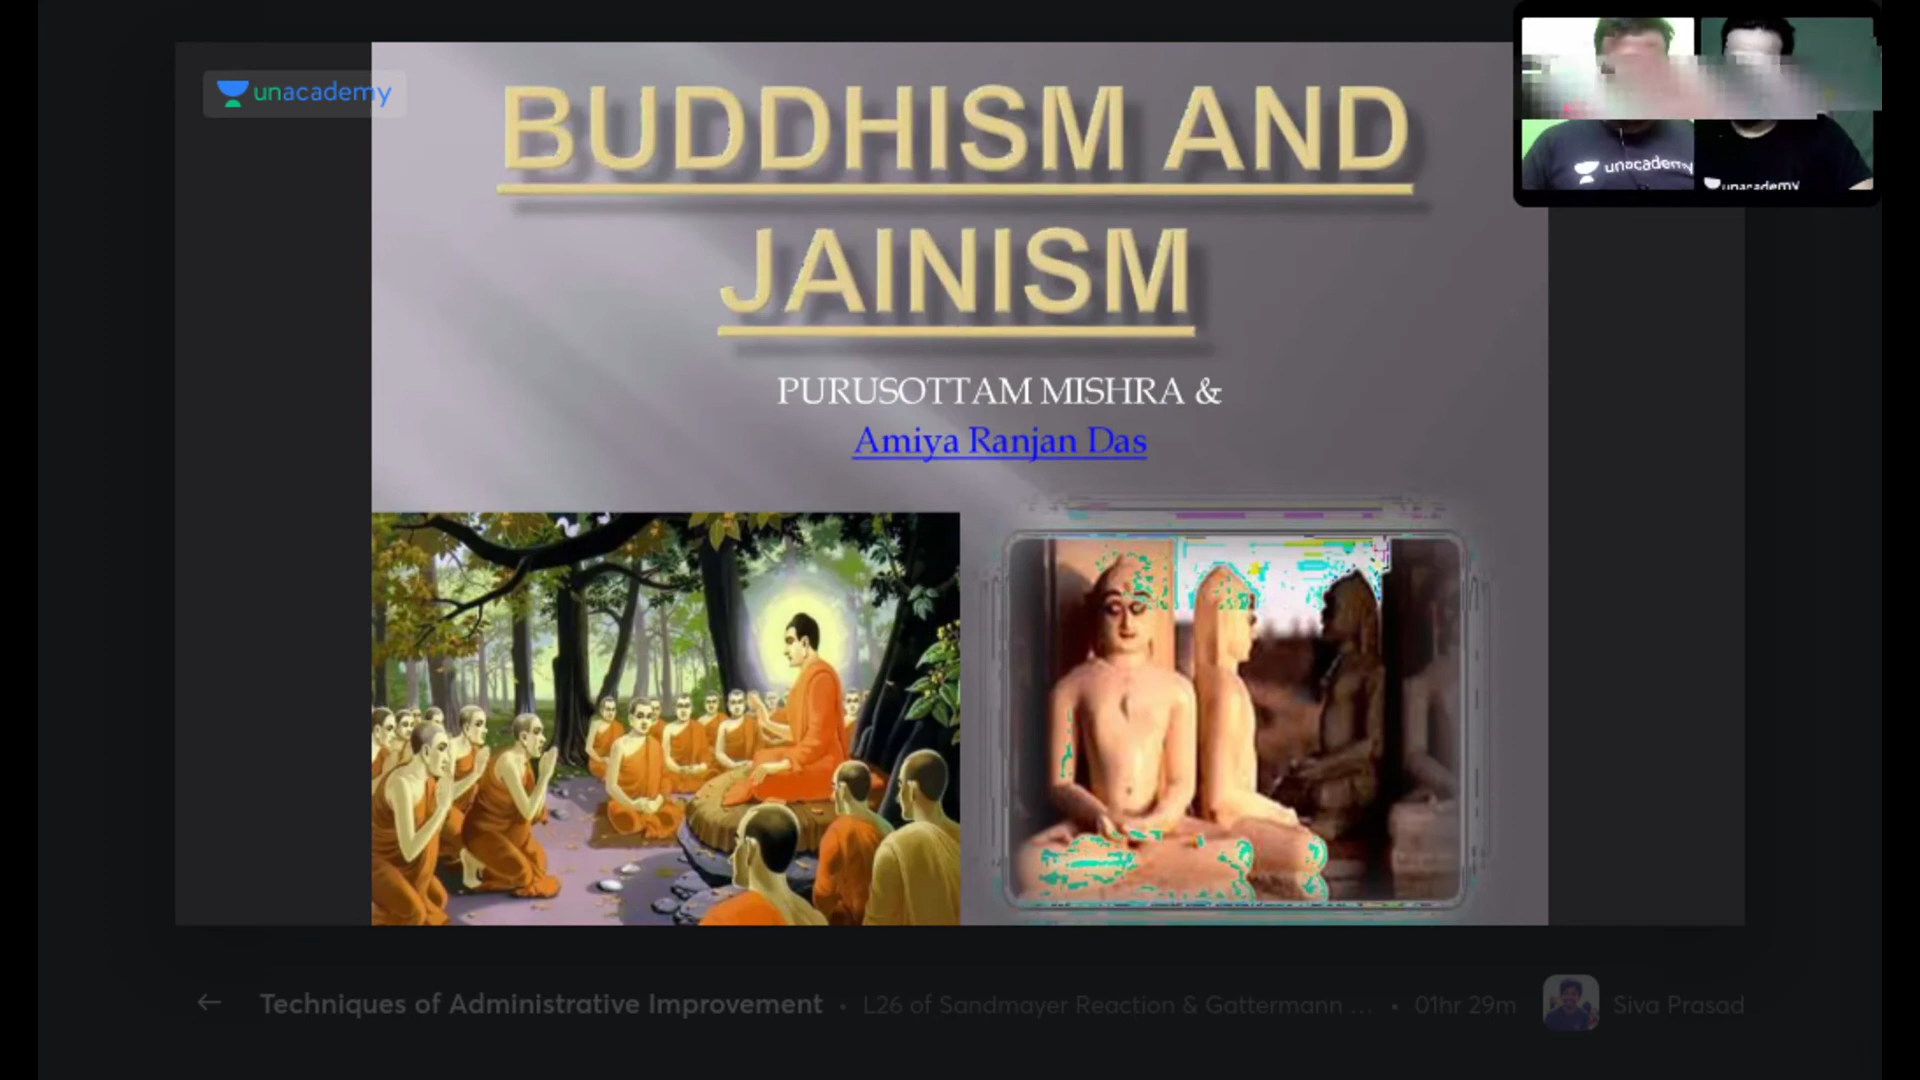 unacademy
BUDDHISM AND
JAINISM
PURUSOTTAM MISHRA &
Amiya Ranjan Das
unacademy
unacademy
Techniques of Administrative Improvement • L26 of Sandmayer Reaction & Gattermann ... • 01hr 29m
Siva Prasad